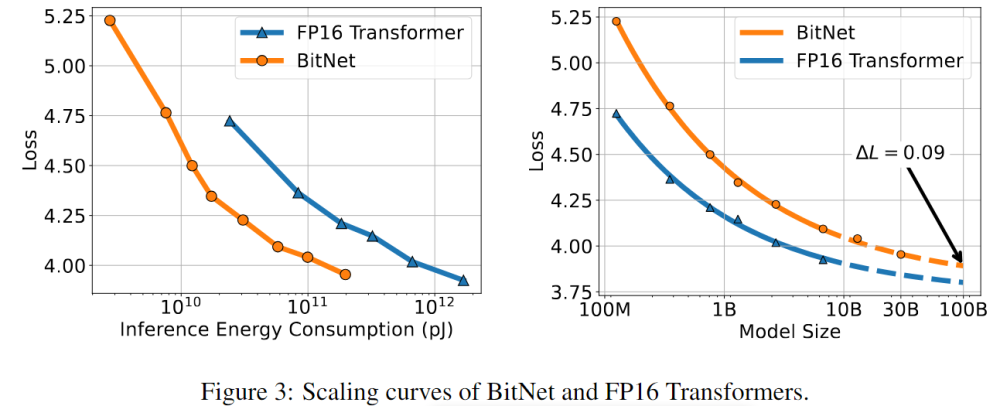 5.25
5.00
4.75
4.50
4.25
4.00
Loss
FP16 Transformer
BitNet
10^10
10^11
10^12
Inference Energy Consumption (pJ)
5.25
5.00
4.75
4.50
4.25
4.00
3.75
Loss
BitNet
FP16 Transformer
ΔL = 0.09
100M
1B
10B
30B
100B
Model Size
Figure 3: Scaling curves of BitNet and FP16 Transformers.